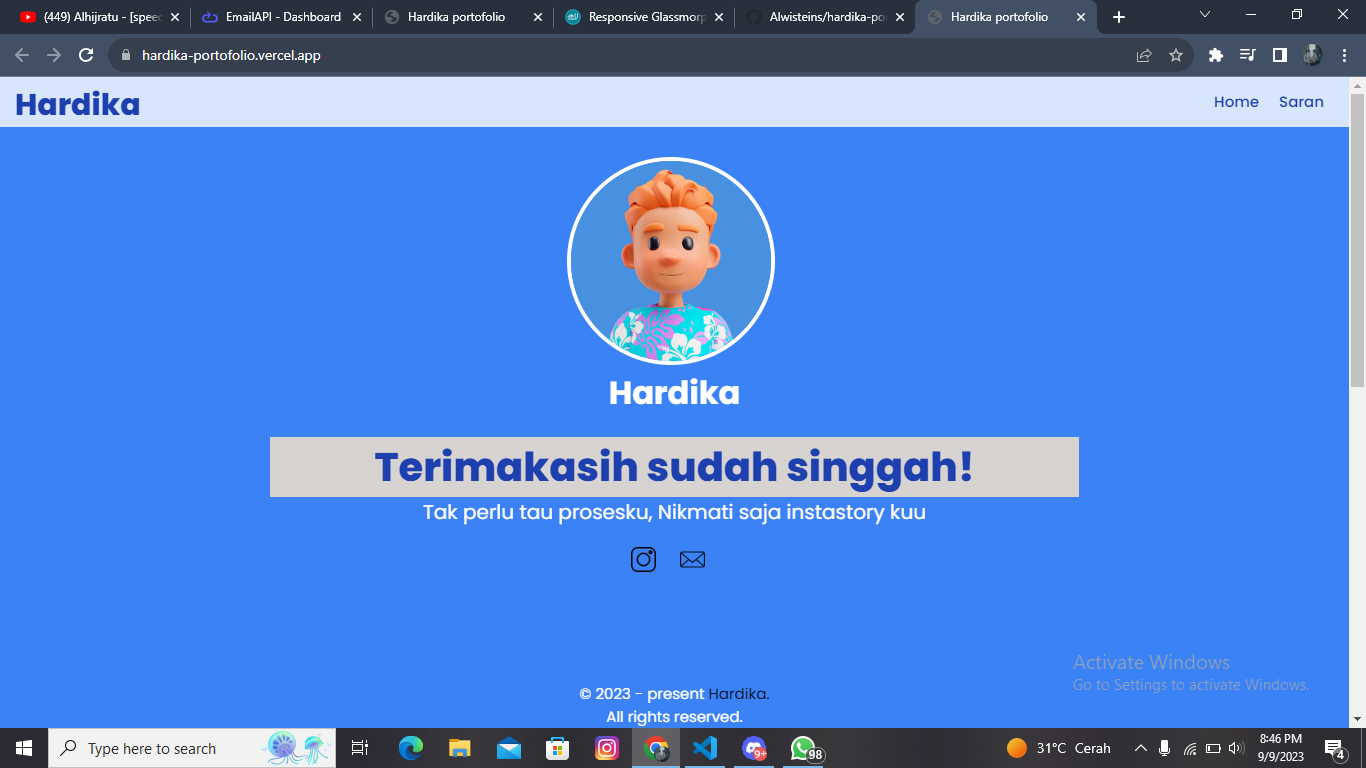 (449) Alhijratu - [speed
EmailAPI - Dashboard
Hardika portofolio
Responsive Glassmorp
Alwisteins/hardika-por
Hardika portofolio
hardika-portofolio.vercel.app
Hardika
Home
Saran
Hardika
Terimakasih sudah singgah!
Tak perlu tau prosesku, Nikmati saja instastory kuu
Activate Windows
Go to Settings to activate Windows.
© 2023 - present Hardika.
All rights reserved.
Type here to search
9+
98
31°C Cerah
8:46 PM
9/9/2023
4